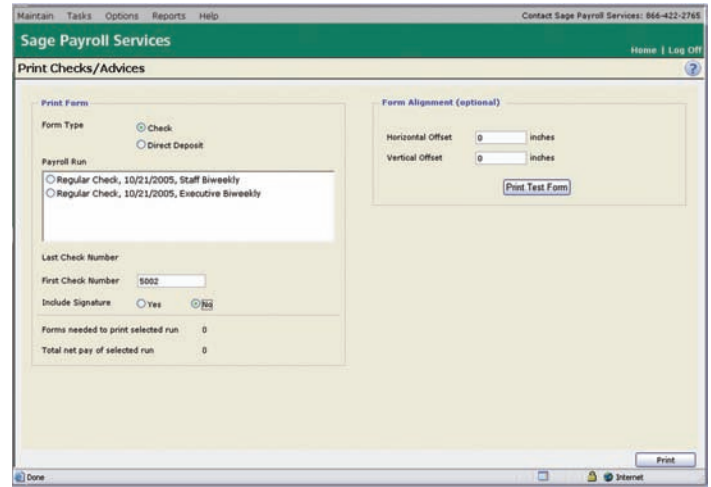 Maintain Tasks Options Reports Help Contact Sage Payroll Services: 866-422-2765
Sage Payroll Services
Home | Log Off
Print Checks/Advices ?
Print Form
Form Type Check
Direct Deposit
Payroll Run
Regular Check, 10/21/2005, Staff Biweekly
Regular Check, 10/21/2005, Executive Biweekly
Last Check Number
First Check Number 5002
Include Signature Yes No
Forms needed to print selected run 0
Total net pay of selected run 0
Form Alignment (optional)
Horizontal Offset 0 inches
Vertical Offset 0 inches
Print Test Form
Print
Done Internet